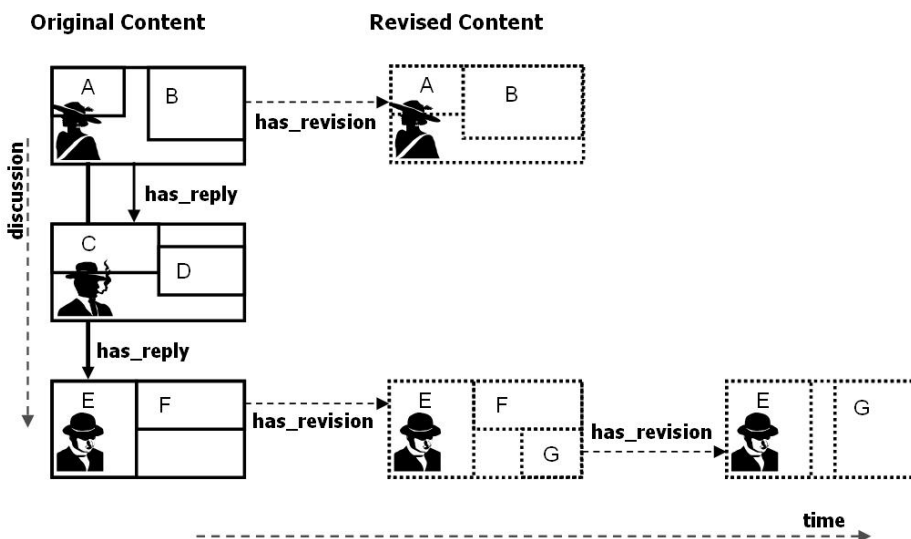 Original Content
Revised Content
A
B
has_revision
A
B
discussion
has_reply
C
D
has_reply
E
F
has_revision
E
F
G
has_revision
E
G
time